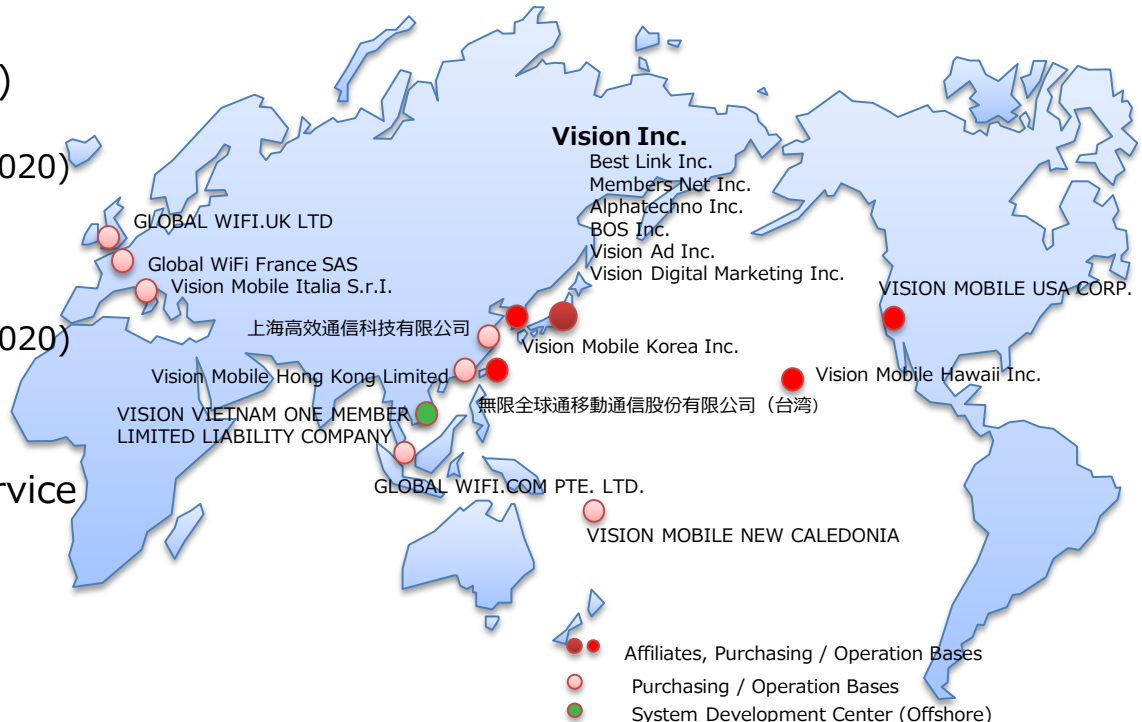 )
020)
Vision Inc.
Best Link Inc.
Members Net Inc.
Alphatechno Inc.
BOS Inc.
Vision Ad Inc.
Vision Digital Marketing Inc.
GLOBAL WIFI.UK LTD
Global WiFi France SAS
Vision Mobile Italia S.r.I.
VISION MOBILE USA CORP.
上海高效通信科技有限公司
020)
Vision Mobile Korea Inc.
Vision Mobile Hong Kong Limited
Vision Mobile Hawaii Inc.
無限全球通移動通信股份有限公司（台湾）
VISION VIETNAM ONE MEMBER
LIMITED LIABILITY COMPANY
rvice
GLOBAL WIFI.COM PTE. LTD.
VISION MOBILE NEW CALEDONIA
Affiliates, Purchasing / Operation Bases
Purchasing / Operation Bases
System Development Center (Offshore)